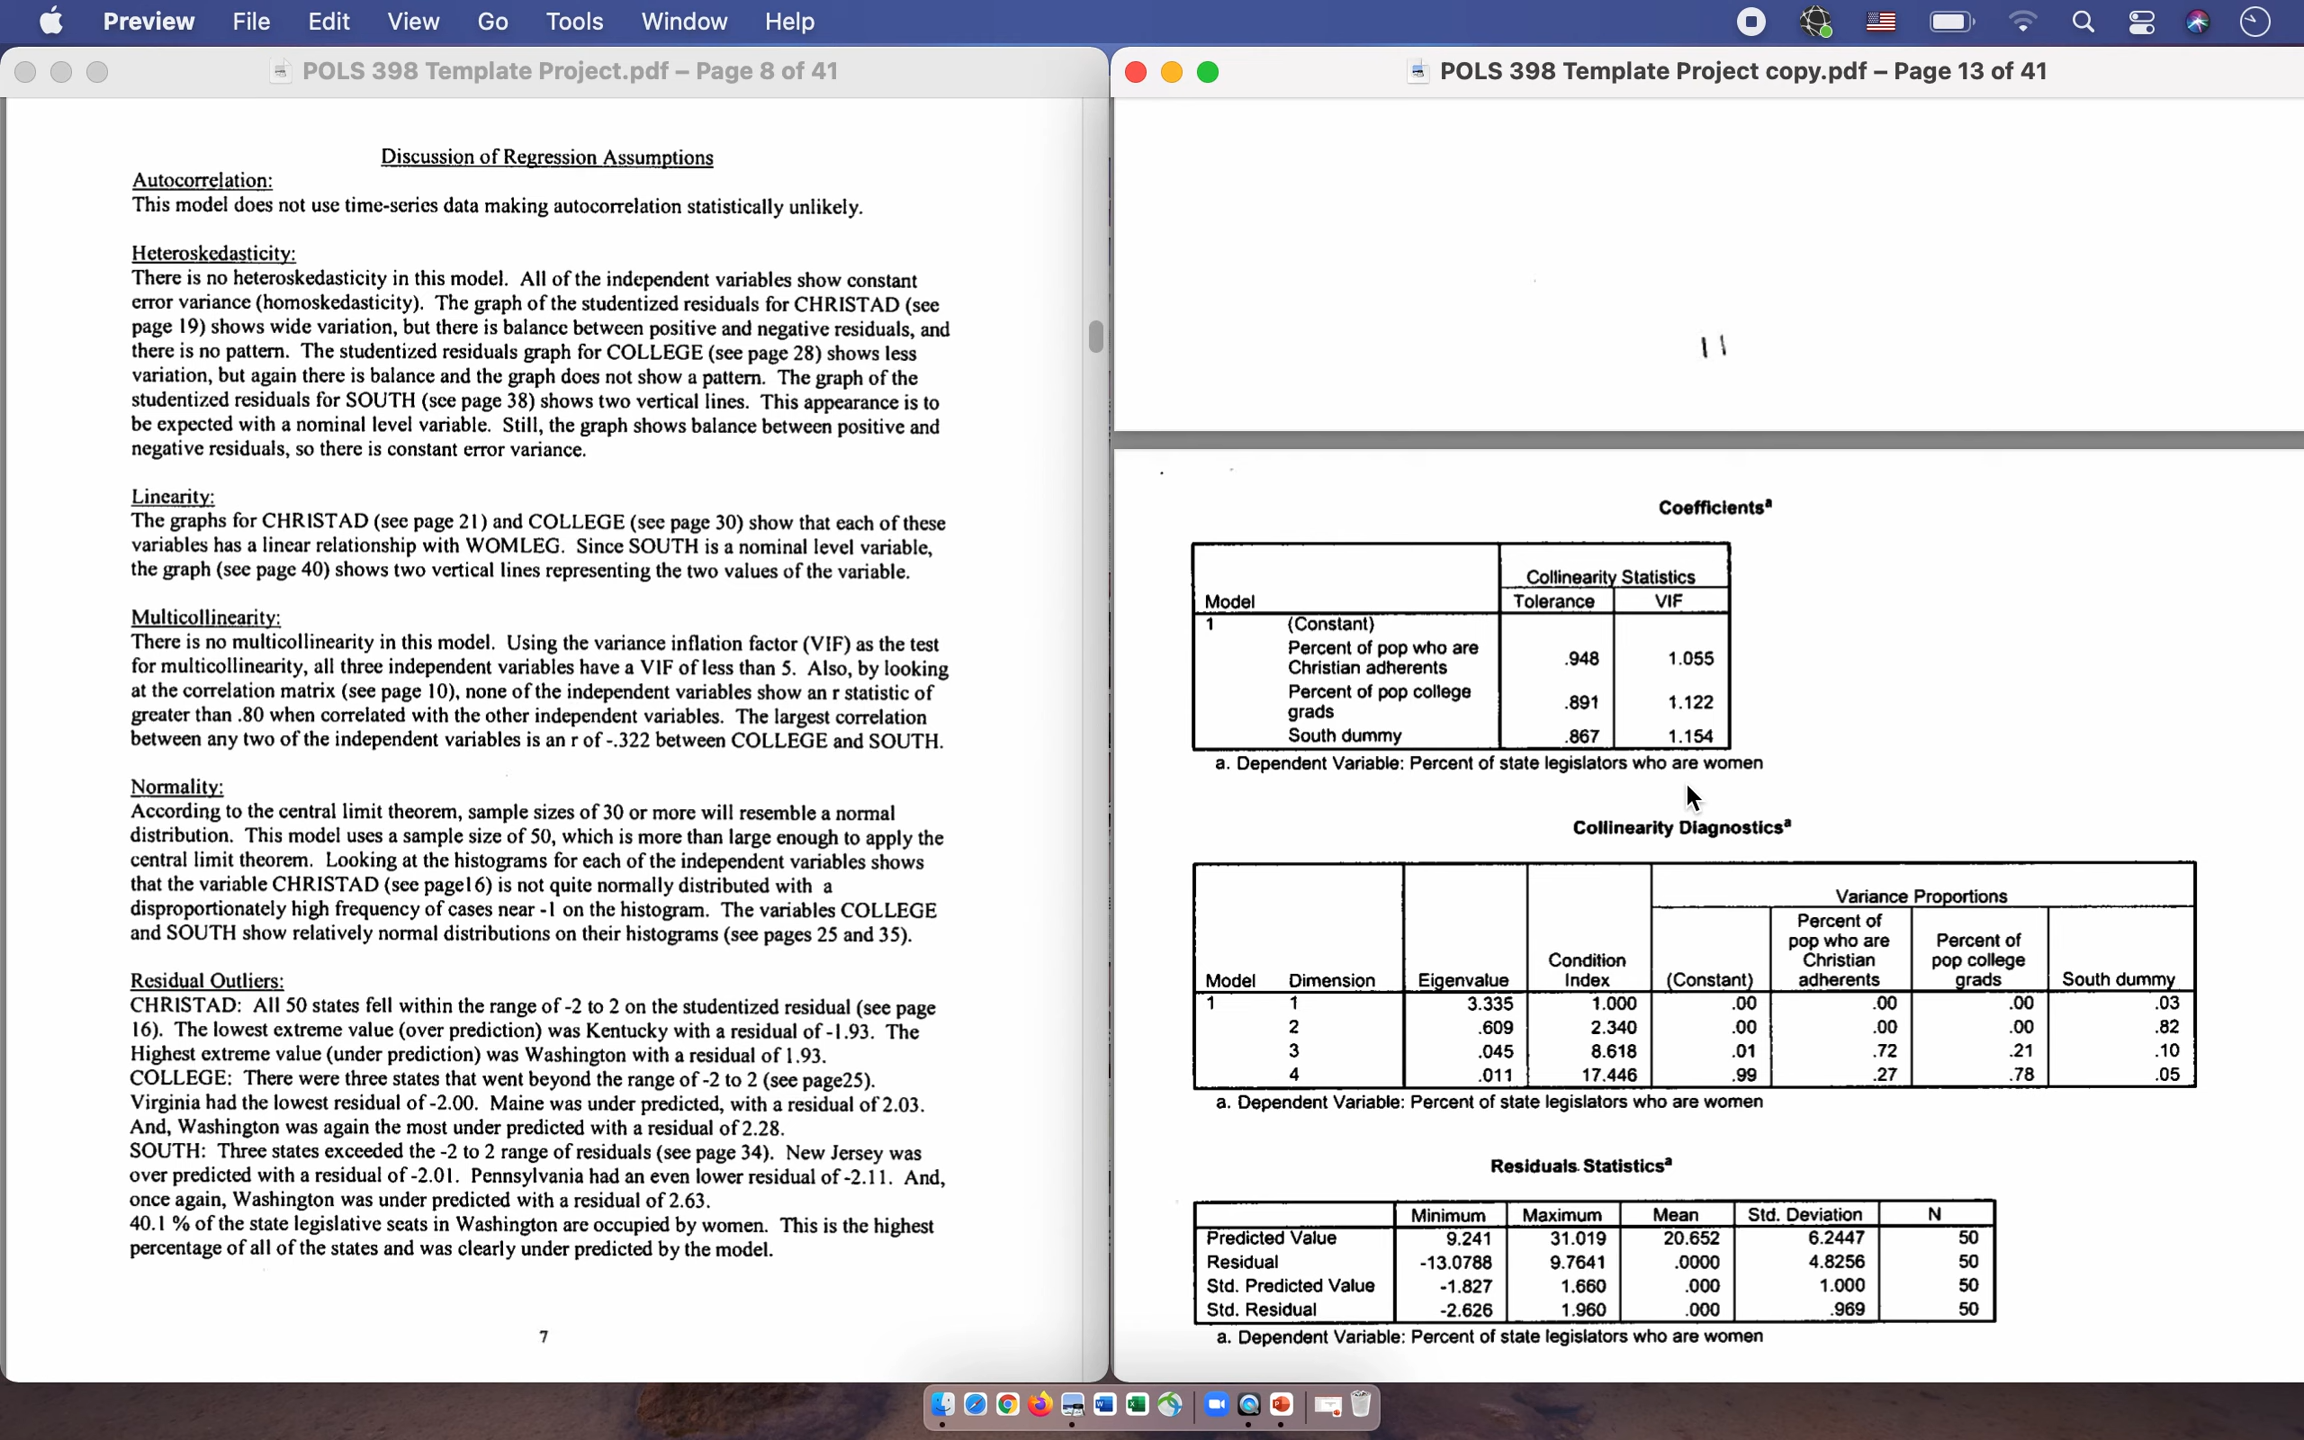 Preview File Edit View Go Tools Window Help
POLS 398 Template Project.pdf – Page 8 of 41
Discussion of Regression Assumptions
Autocorrelation:
This model does not use time-series data making autocorrelation statistically unlikely.
Heteroskedasticity:
There is no heteroskedasticity in this model. All of the independent variables show constant
error variance (homoskedasticity). The graph of the studentized residuals for CHRISTAD (see
page 19) shows wide variation, but there is balance between positive and negative residuals, and
there is no pattern. The studentized residuals graph for COLLEGE (see page 28) shows less
variation, but again there is balance and the graph does not show a pattern. The graph of the
studentized residuals for SOUTH (see page 38) shows two vertical lines. This appearance is to
be expected with a nominal level variable. Still, the graph shows balance between positive and
negative residuals, so there is constant error variance.
Linearity:
The graphs for CHRISTAD (see page 21) and COLLEGE (see page 30) show that each of these
variables has a linear relationship with WOMLEG. Since SOUTH is a nominal level variable,
the graph (see page 40) shows two vertical lines representing the two values of the variable.
Multicollinearity:
There is no multicollinearity in this model. Using the variance inflation factor (VIF) as the test
for multicollinearity, all three independent variables have a VIF of less than 5. Also, by looking
at the correlation matrix (see page 10), none of the independent variables show an r statistic of
greater than .80 when correlated with the other independent variables. The largest correlation
between any two of the independent variables is an r of -.322 between COLLEGE and SOUTH.
Normality:
According to the central limit theorem, sample sizes of 30 or more will resemble a normal
distribution. This model uses a sample size of 50, which is more than large enough to apply the
central limit theorem. Looking at the histograms for each of the independent variables shows
that the variable CHRISTAD (see page16) is not quite normally distributed with a
disproportionately high frequency of cases near -1 on the histogram. The variables COLLEGE
and SOUTH show relatively normal distributions on their histograms (see pages 25 and 35).
Residual Outliers:
CHRISTAD: All 50 states fell within the range of -2 to 2 on the studentized residual (see page
16). The lowest extreme value (over prediction) was Kentucky with a residual of -1.93. The
Highest extreme value (under prediction) was Washington with a residual of 1.93.
COLLEGE: There were three states that went beyond the range of -2 to 2 (see page25).
Virginia had the lowest residual of -2.00. Maine was under predicted, with a residual of 2.03.
And, Washington was again the most under predicted with a residual of 2.28.
SOUTH: Three states exceeded the -2 to 2 range of residuals (see page 34). New Jersey was
over predicted with a residual of -2.01. Pennsylvania had an even lower residual of -2.11. And,
once again, Washington was under predicted with a residual of 2.63.
40.1 % of the state legislative seats in Washington are occupied by women. This is the highest
percentage of all of the states and was clearly under predicted by the model.
7
POLS 398 Template Project copy.pdf – Page 13 of 41
11
Coefficientsa
Collinearity Statistics
Model Tolerance VIF
1 (Constant)
Percent of pop who are
Christian adherents .948 1.055
Percent of pop college
grads .891 1.122
South dummy .867 1.154
a. Dependent Variable: Percent of state legislators who are women
Collinearity Diagnosticsa
Variance Proportions
Percent of
pop who are Percent of
Condition Christian pop college
Model Dimension Eigenvalue Index (Constant) adherents grads South dummy
1 1 3.335 1.000 .00 .00 .00 .03
2 .609 2.340 .00 .00 .00 .82
3 .045 8.618 .01 .72 .21 .10
4 .011 17.446 .99 .27 .78 .05
a. Dependent Variable: Percent of state legislators who are women
Residuals Statisticsa
Minimum Maximum Mean Std. Deviation N
Predicted Value 9.241 31.019 20.652 6.2447 50
Residual -13.0788 9.7641 .0000 4.8256 50
Std. Predicted Value -1.827 1.660 .000 1.000 50
Std. Residual -2.626 1.960 .000 .969 50
a. Dependent Variable: Percent of state legislators who are women